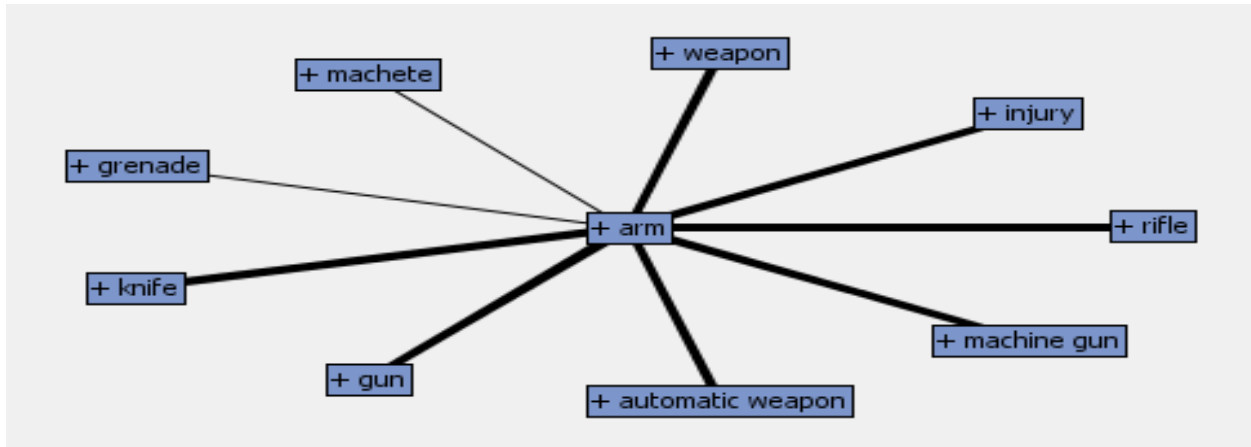 + weapon
+ machete
+ injury
+ grenade
+ arm
+ rifle
+ knife
+ machine gun
+ gun
+ automatic weapon